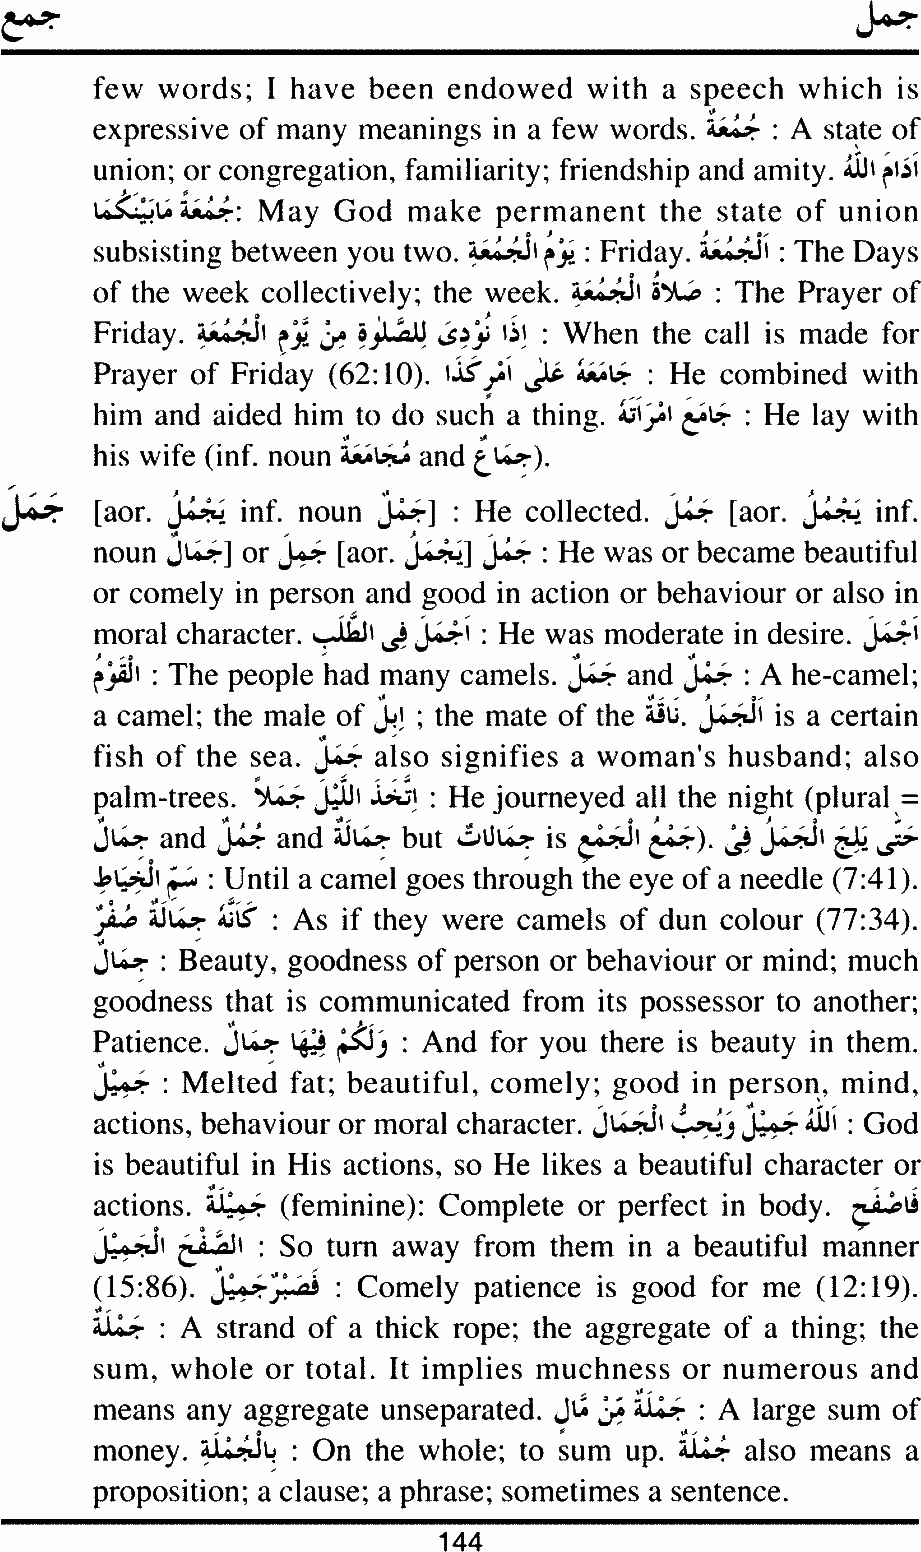 جمع جمل
few words; I have been endowed with a speech which is
expressive of many meanings in a few words. جُمْعَةٌ : A state of
union; or congregation, familiarity; friendship and amity. اَدَامَ اللّٰهُ
جُمْعَةَ مَابَيْنَكُمَا: May God make permanent the state of union
subsisting between you two. يَوْمُ الْجُمُعَةِ : Friday. اَلْجُمُعَةُ : The Days
of the week collectively; the week. صَلَاةُ الْجُمُعَةِ : The Prayer of
Friday. اِذَا نُوْدِىَ لِلصَّلٰوةِ مِنْ يَّوْمِ الْجُمُعَةِ : When the call is made for
Prayer of Friday (62:10). جَامَعَهُ عَلٰى اَمْرٍ كَذَا : He combined with
him and aided him to do such a thing. جَامَعَ امْرَاَتَهُ : He lay with
his wife (inf. noun مُجَامَعَةٌ and جِمَاعٌ).
جَمَلَ [aor. يَجْمُلُ inf. noun جَمْلٌ] : He collected. جَمُلَ [aor. يَجْمُلُ inf.
noun جَمَالٌ] or جَمِلَ [aor. يَجْمَلُ] جَمُلَ : He was or became beautiful
or comely in person and good in action or behaviour or also in
moral character. اَجْمَلَ فِى الطَّلَبِ : He was moderate in desire. اَجْمَلَ
الْقَوْمُ : The people had many camels. جَمَلٌ and جَمْلٌ : A he-camel;
a camel; the male of اِبِلٌ ; the mate of the نَاقَةٌ. اَلْجَمَلُ is a certain
fish of the sea. جَمَلٌ also signifies a woman's husband; also
palm-trees. اِتَّخَذَ اللَّيْلَ جَمَلاً : He journeyed all the night (plural =
جِمَالٌ and جُمْلٌ and جِمَالَةٌ but جِمَالَاتٌ is جَمْعُ الْجَمْعِ). حَتّٰى يَلِجَ الْجَمَلُ فِىْ
سَمِّ الْخِيَاطِ : Until a camel goes through the eye of a needle (7:41).
كَاَنَّهُ جِمَالَةٌ صُفْرٌ : As if they were camels of dun colour (77:34).
جَمَالٌ : Beauty, goodness of person or behaviour or mind; much
goodness that is communicated from its possessor to another;
Patience. وَلَكُمْ فِيْهَا جَمَالٌ : And for you there is beauty in them.
جَمِيْلٌ : Melted fat; beautiful, comely; good in person, mind,
actions, behaviour or moral character. اَللّٰهُ جَمِيْلٌ وَيُحِبُّ الْجَمَالَ : God
is beautiful in His actions, so He likes a beautiful character or
actions. جَمِيْلَةٌ (feminine): Complete or perfect in body. فَاصْفَحِ
الصَّفْحَ الْجَمِيْلَ : So turn away from them in a beautiful manner
(15:86). فَصَبْرٌ جَمِيْلٌ : Comely patience is good for me (12:19).
جُمْلَةٌ : A strand of a thick rope; the aggregate of a thing; the
sum, whole or total. It implies muchness or numerous and
means any aggregate unseparated. جُمْلَةٌ مِّنْ مَّالٍ : A large sum of
money. بِالْجُمْلَةِ : On the whole; to sum up. جُمْلَةٌ also means a
proposition; a clause; a phrase; sometimes a sentence.
144